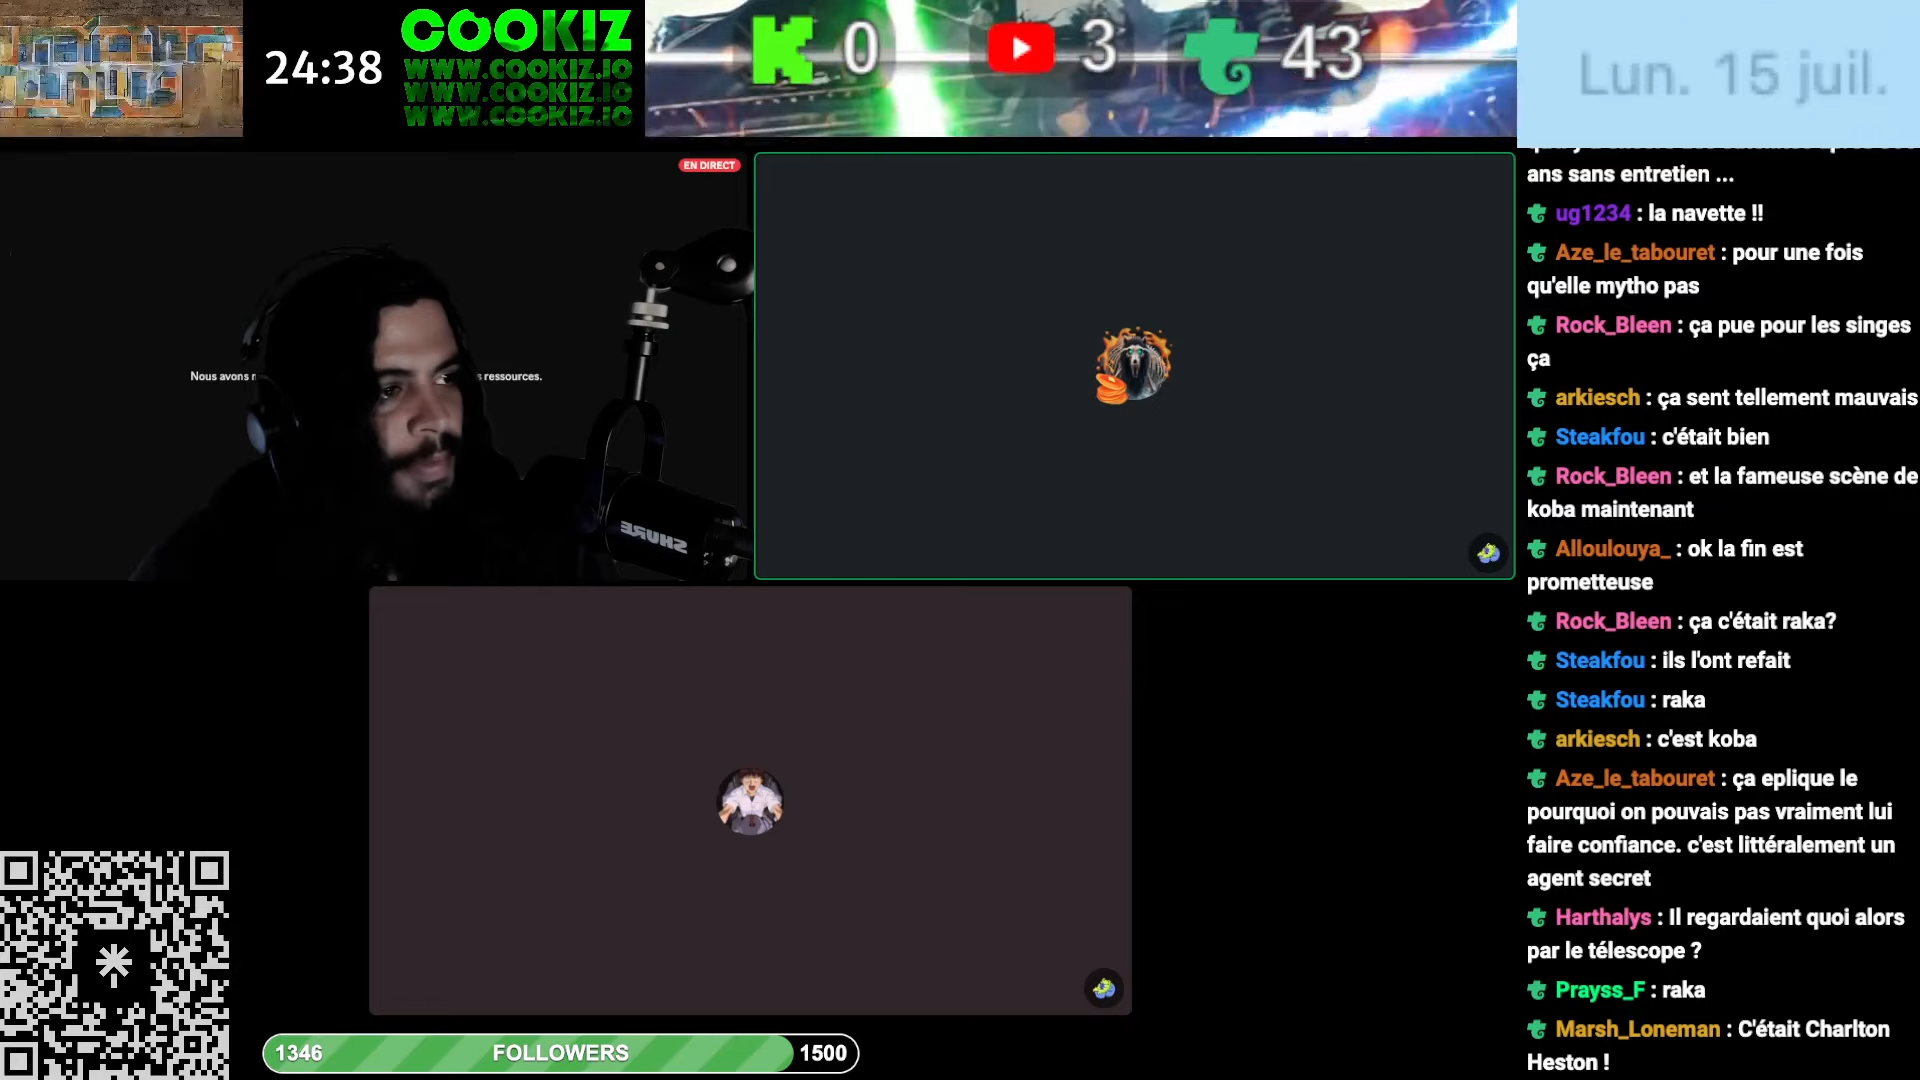 24:38
COOKIZ
WWW.COOKIZ.IO
WWW.COOKIZ.IO
WWW.COOKIZ.IO
0
3
43
Lun. 15 juil.
EN DIRECT
Nous avons
ressources.
SHURE
ans sans entretien ...
ug1234 : la navette !!
Aze_le_tabouret : pour une fois
qu'elle mytho pas
Rock_Bleen : ça pue pour les singes
ça
arkiesch : ça sent tellement mauvais
Steakfou : c'était bien
Rock_Bleen : et la fameuse scène de
koba maintenant
Alloulouya_ : ok la fin est
prometteuse
Rock_Bleen : ça c'était raka?
Steakfou : ils l'ont refait
Steakfou : raka
arkiesch : c'est koba
Aze_le_tabouret : ça eplique le
pourquoi on pouvais pas vraiment lui
faire confiance. c'est littéralement un
agent secret
Harthalys : Il regardaient quoi alors
par le télescope ?
Prayss_F : raka
Marsh_Loneman : C'était Charlton
Heston !
1346
FOLLOWERS
1500